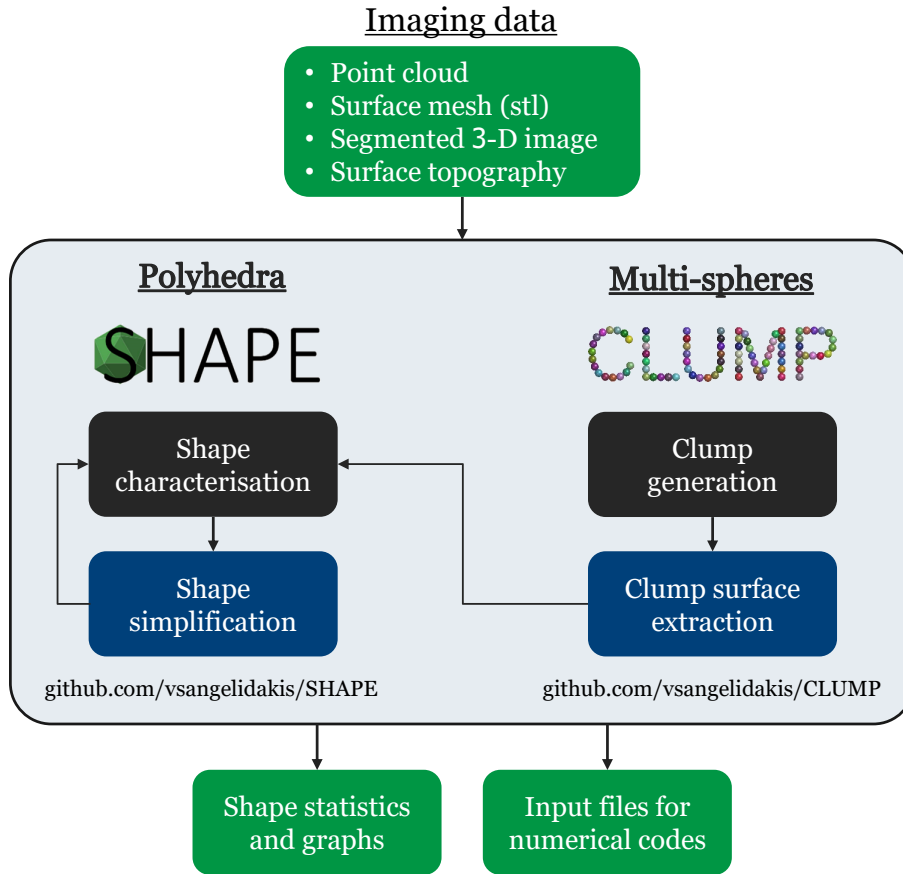 Imaging data
• Point cloud
• Surface mesh (stl)
• Segmented 3-D image
• Surface topography
Polyhedra
SHAPE
Shape
characterisation
Shape
simplification
github.com/vsangelidakis/SHAPE
Multi-spheres
CLUMP
Clump
generation
Clump surface
extraction
github.com/vsangelidakis/CLUMP
Shape statistics
and graphs
Input files for
numerical codes